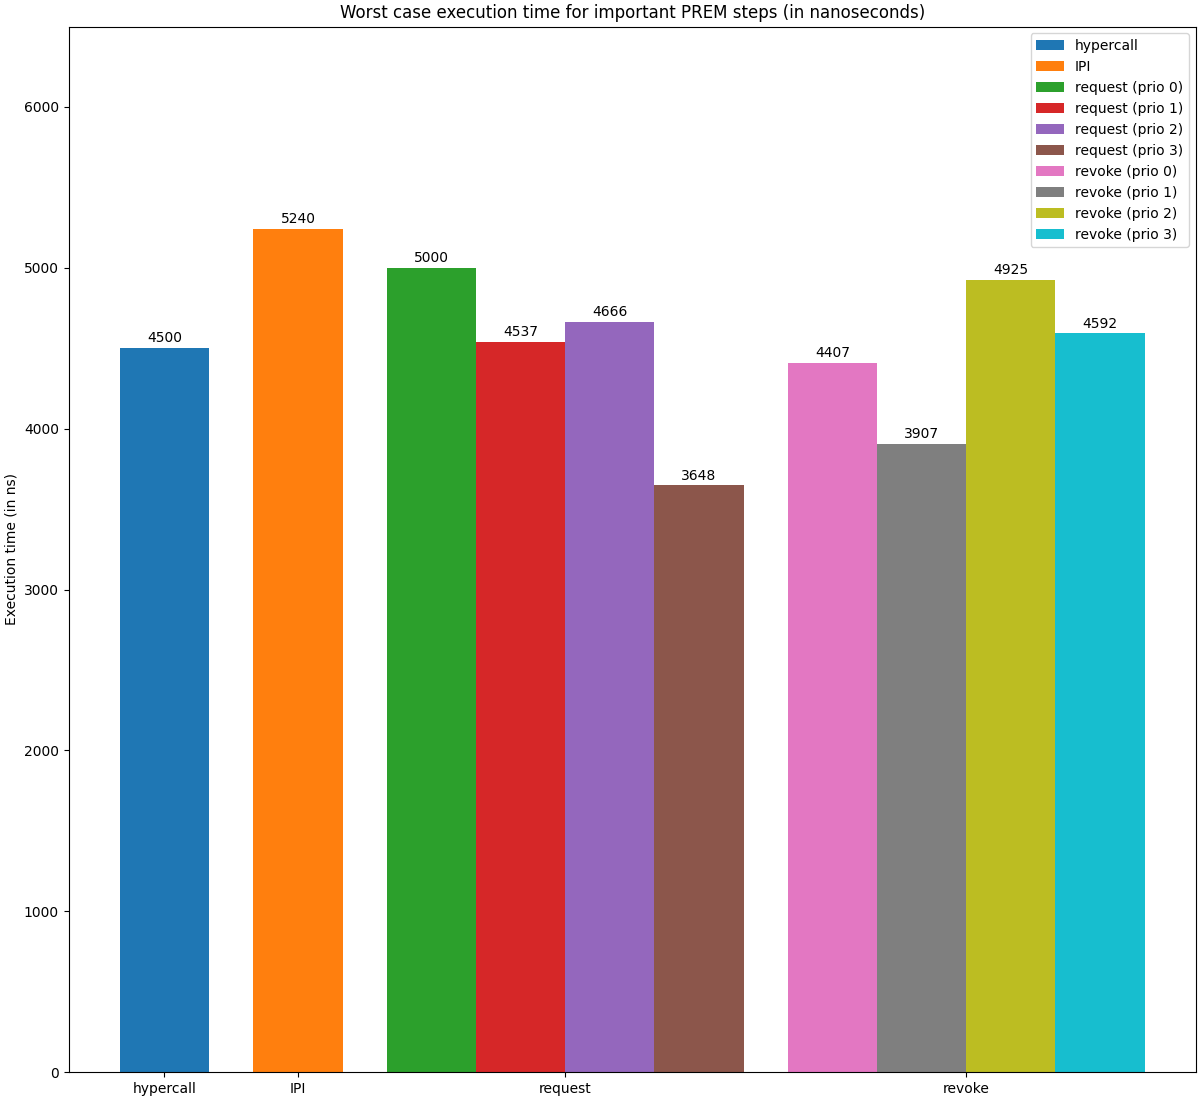 Worst case execution time for important PREM steps (in nanoseconds)
hypercall
IPI
request (prio 0)
request (prio 1)
request (prio 2)
request (prio 3)
revoke (prio 0)
revoke (prio 1)
revoke (prio 2)
revoke (prio 3)
Execution time (in ns)
6000
5000
4000
3000
2000
1000
0
4500
5240
5000
4537
4666
3648
4407
3907
4925
4592
hypercall
IPI
request
revoke